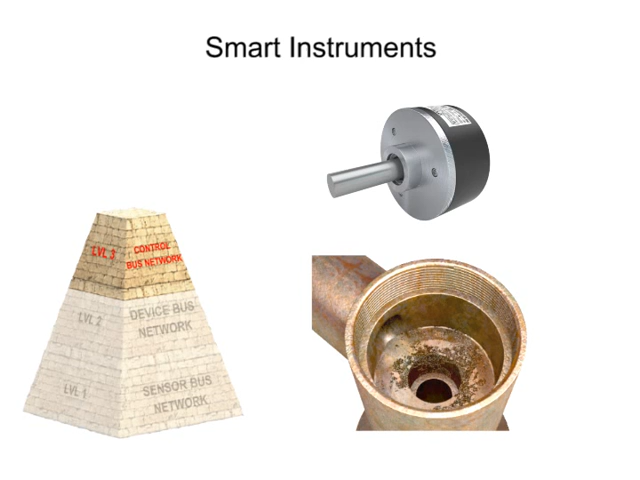 Smart Instruments
LVL 3
CONTROL
BUS NETWORK
LVL 2
DEVICE BUS
NETWORK
LVL 1
SENSOR BUS
NETWORK